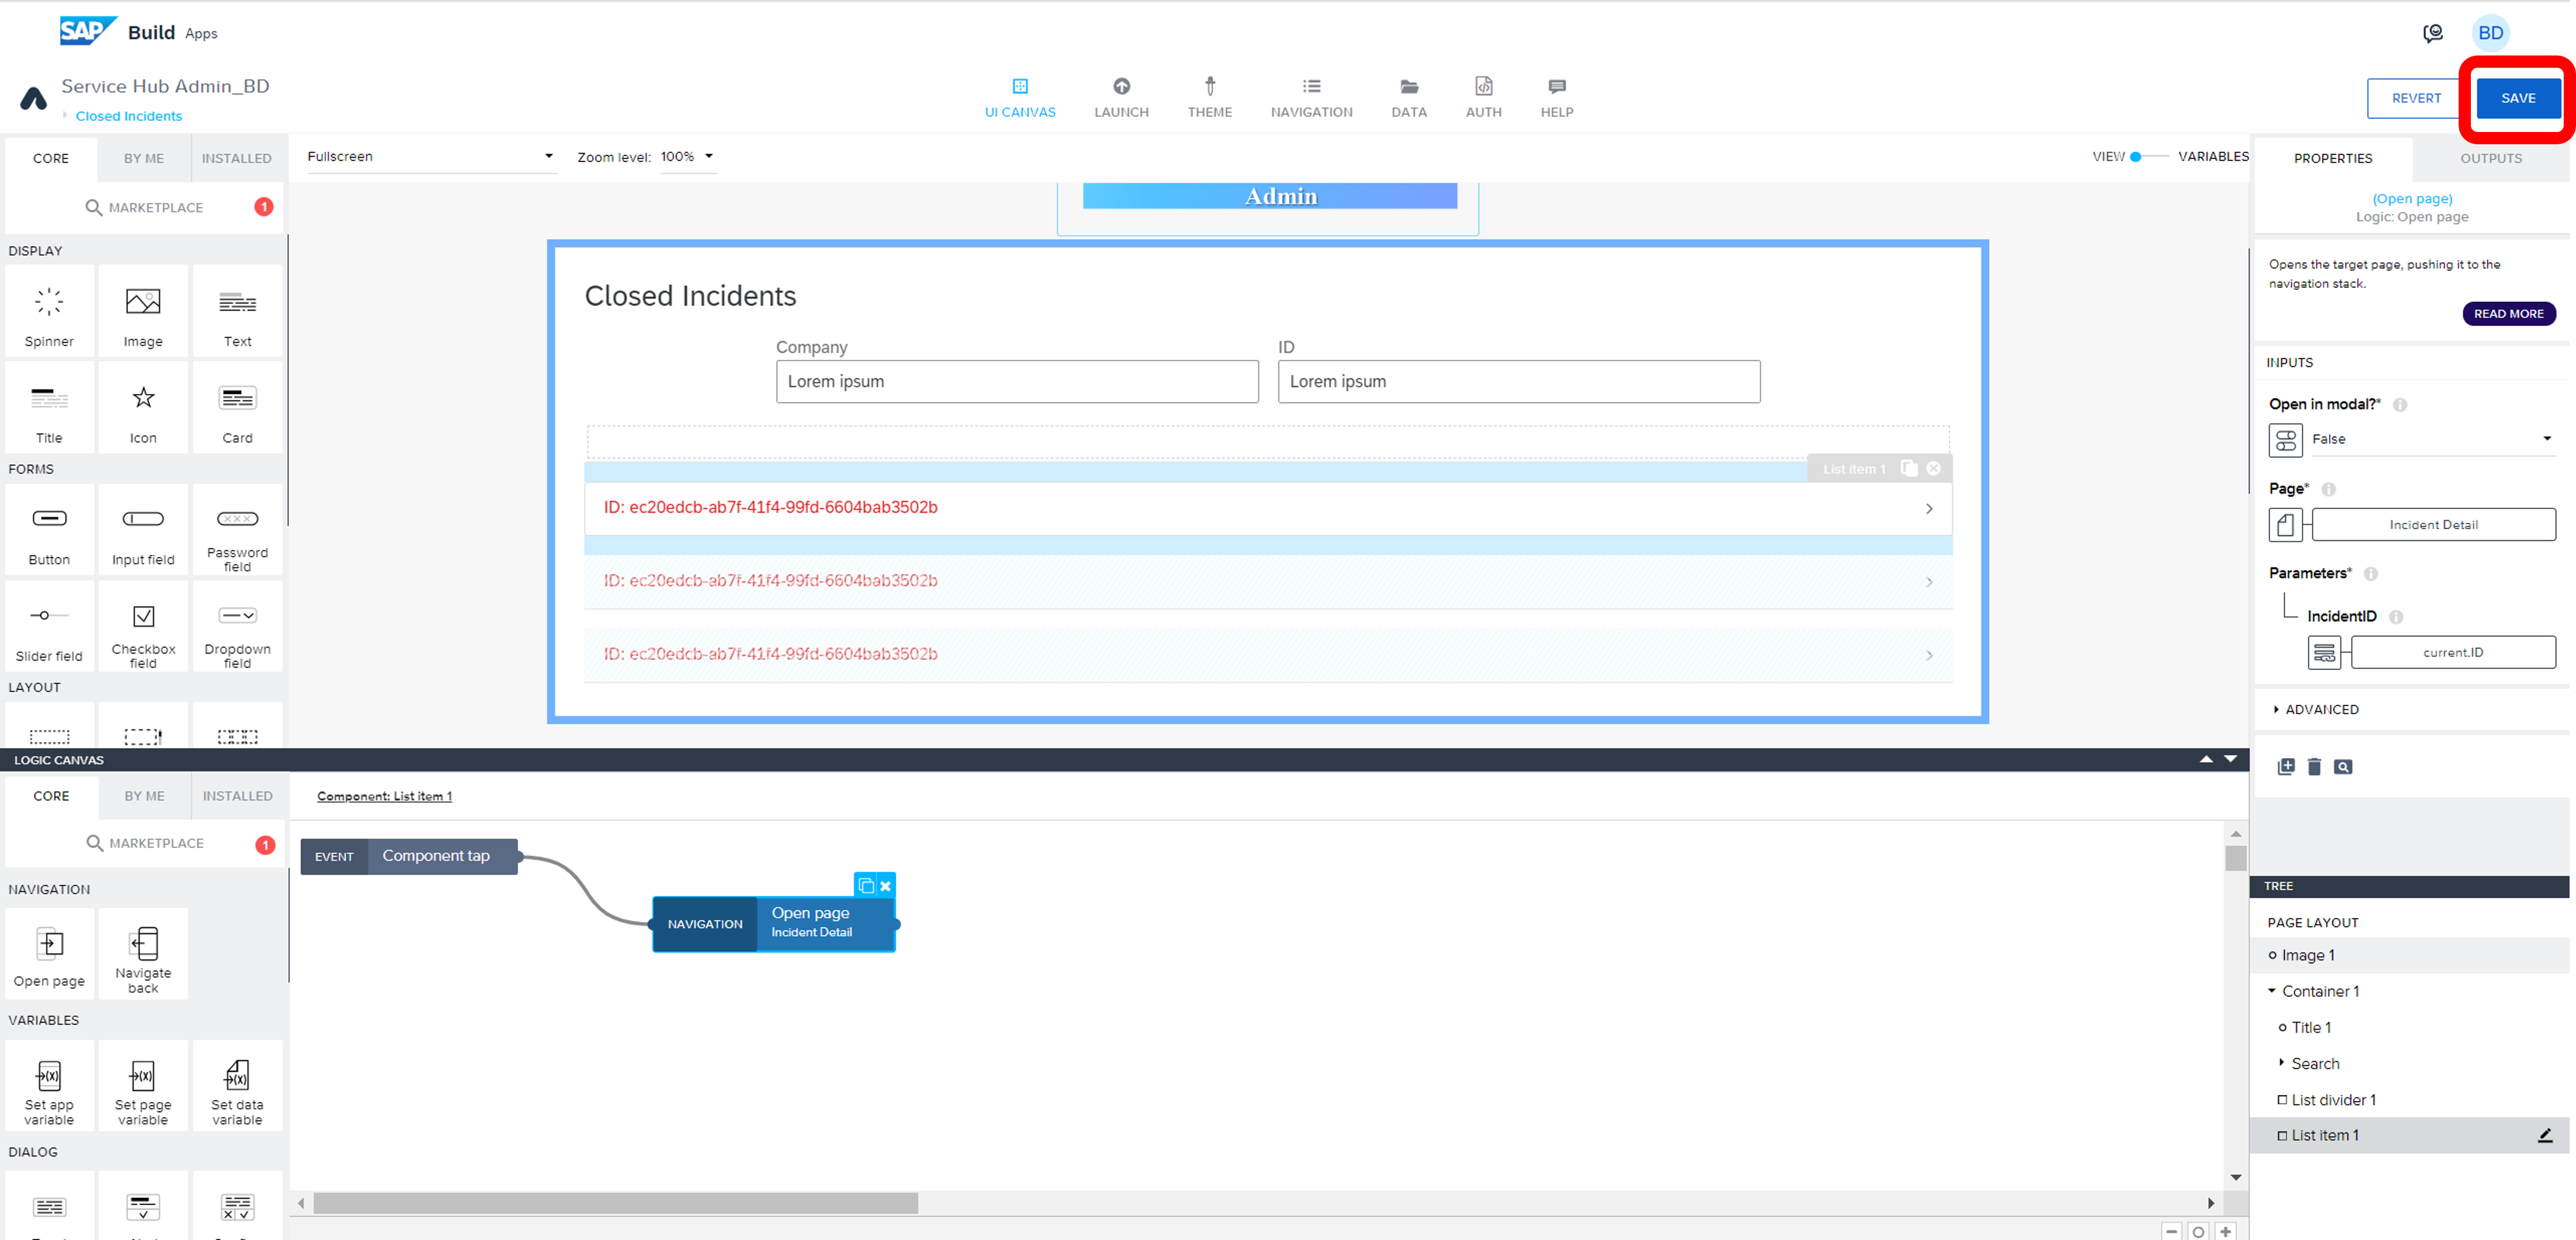 SAP Build Apps
BD
Service Hub Admin_BD
Closed Incidents
UI CANVAS
LAUNCH
THEME
NAVIGATION
DATA
AUTH
HELP
REVERT
SAVE
CORE
BY ME
INSTALLED
MARKETPLACE
1
DISPLAY
Spinner
Image
Text
Title
Icon
Card
FORMS
Button
Input field
Password field
Slider field
Checkbox field
Dropdown field
LAYOUT
Fullscreen
Zoom level: 100%
VIEW
VARIABLES
Admin
Closed Incidents
Company
ID
Lorem ipsum
Lorem ipsum
List item 1
ID: ec20edcb-ab7f-41f4-99fd-6604bab3502b
ID: ec20edcb-ab7f-41f4-99fd-6604bab3502b
ID: ec20edcb-ab7f-41f4-99fd-6604bab3502b
PROPERTIES
OUTPUTS
(Open page)
Logic: Open page
Opens the target page, pushing it to the
navigation stack.
READ MORE
INPUTS
Open in modal?*
False
Page*
Incident Detail
Parameters*
IncidentID
current.ID
ADVANCED
LOGIC CANVAS
CORE
BY ME
INSTALLED
MARKETPLACE
1
NAVIGATION
Open page
Navigate back
VARIABLES
Set app variable
Set page variable
Set data variable
DIALOG
Component: List item 1
EVENT
Component tap
NAVIGATION
Open page
Incident Detail
TREE
PAGE LAYOUT
Image 1
Container 1
Title 1
Search
List divider 1
List item 1